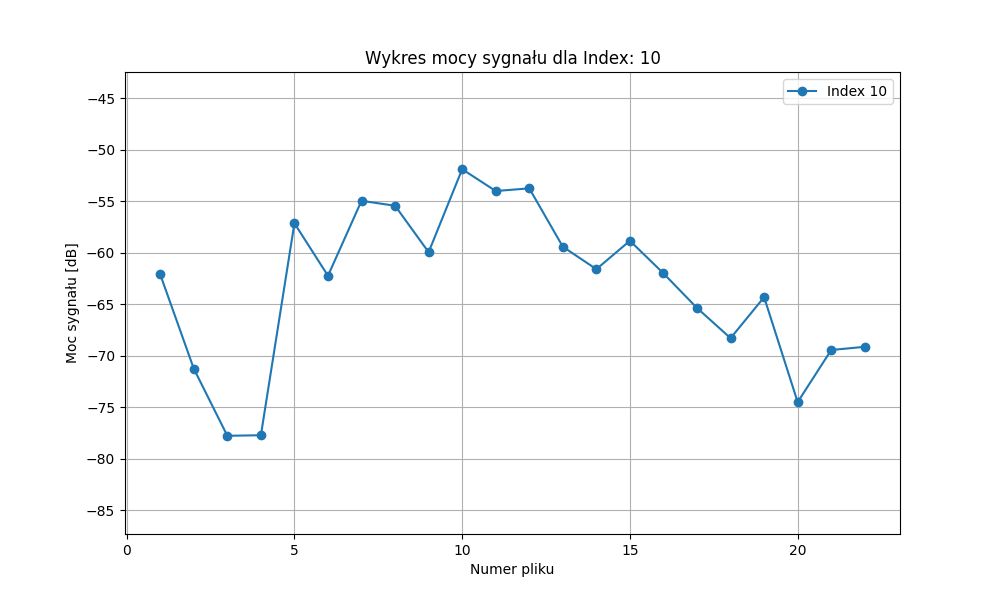 Wykres mocy sygnału dla Index: 10
Index 10
Moc sygnału [dB]
−45
−50
−55
−60
−65
−70
−75
−80
−85
0 5 10 15 20
Numer pliku